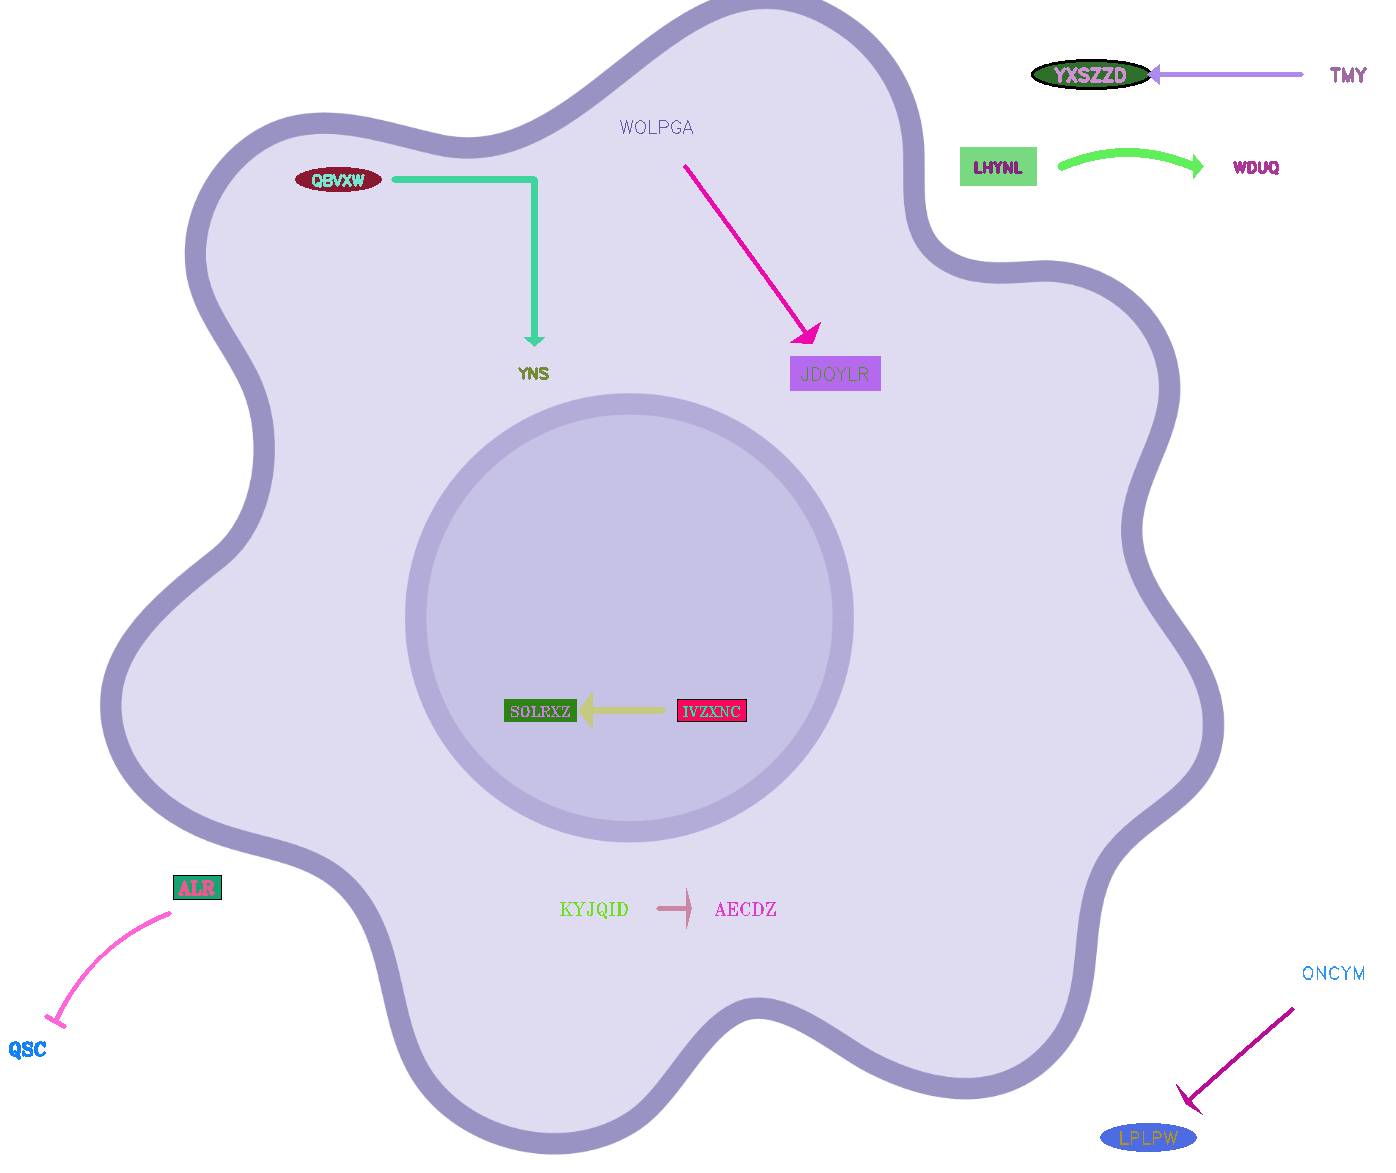 YXSZZD
TMY
WOLPGA
LHYNL
WDUQ
QBVXW
YNS
JDOYLR
SOLRXZ
IVZXNC
ALR
KYJQID
AECDZ
ONCYM
QSC
LPLPW